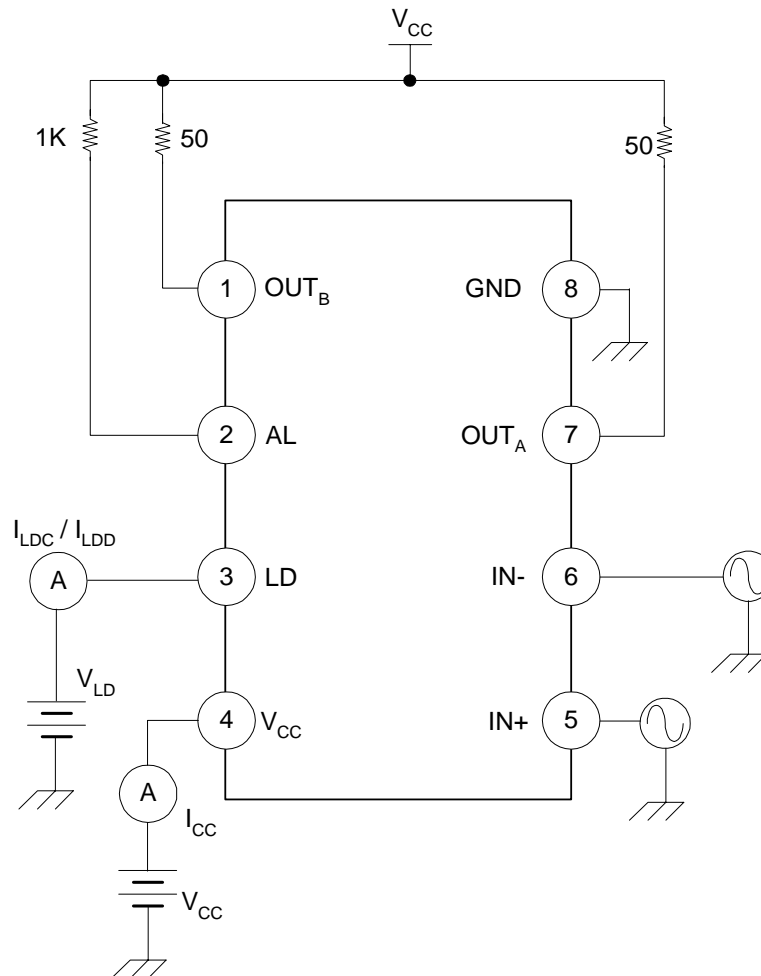 V_CC
1K
50
50
1
OUT_B
GND
8
2
AL
OUT_A
7
I_LDC / I_LDD
A
3
LD
IN-
6
V_LD
4
V_CC
IN+
5
A
I_CC
V_CC